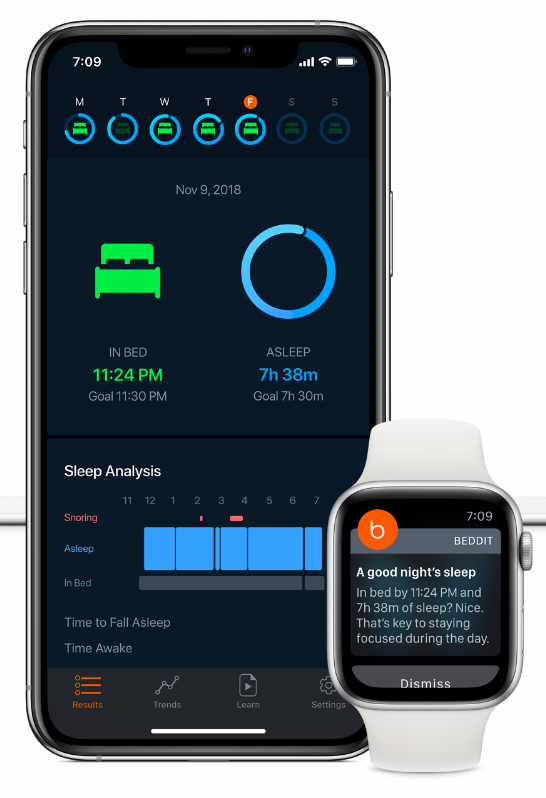 7:09
M T W T F S S
Nov 9, 2018
IN BED
11:24 PM
Goal 11:30 PM
ASLEEP
7h 38m
Goal 7h 30m
Sleep Analysis
11 12 1 2 3 4 5 6 7
Snoring
Asleep
In Bed
Time to Fall Asleep
Time Awake
Results Trends Learn Settings
7:09
b
BEDDIT
A good night's sleep
In bed by 11:24 PM and
7h 38m of sleep? Nice.
That's key to staying
focused during the day.
Dismiss